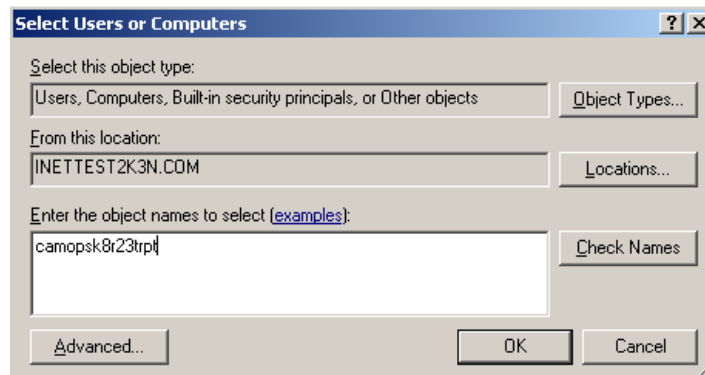 Select Users or Computers
Select this object type:
Users, Computers, Built-in security principals, or Other objects
Object Types...
From this location:
INETTEST2K3N.COM
Locations...
Enter the object names to select (examples):
camopsk8r23trpt
Check Names
Advanced...
OK
Cancel